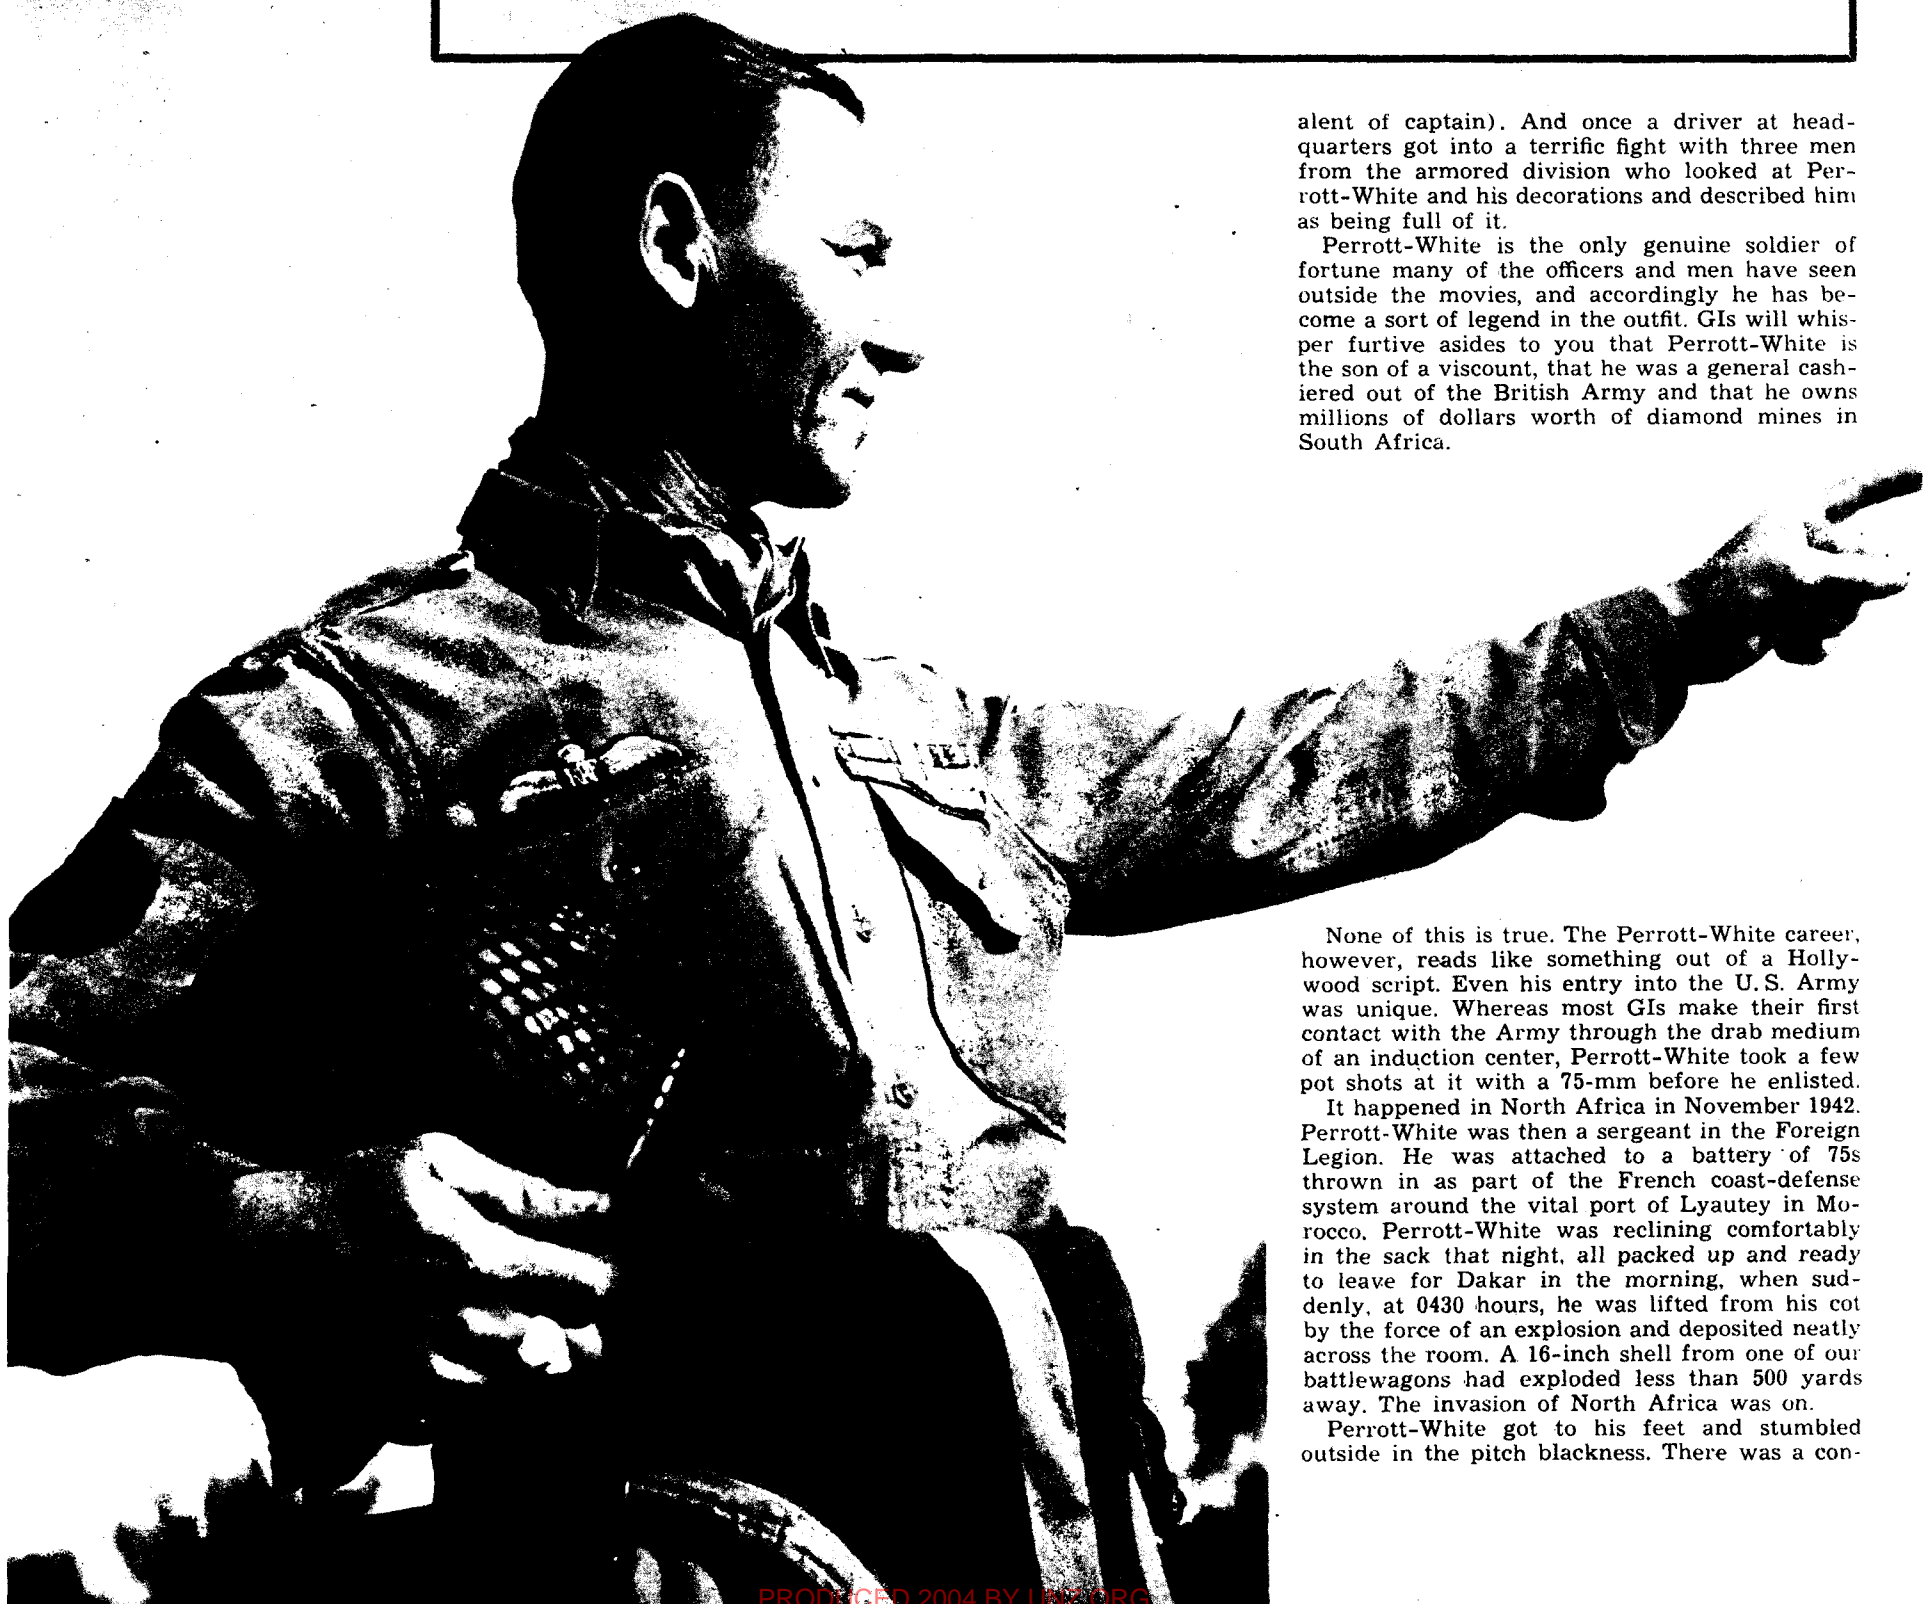 alent of captain). And once a driver at head-
quarters got into a terrific fight with three men
from the armored division who looked at Per-
rott-White and his decorations and described him
as being full of it.
Perrott-White is the only genuine soldier of
fortune many of the officers and men have seen
outside the movies, and accordingly he has be-
come a sort of legend in the outfit. GIs will whis-
per furtive asides to you that Perrott-White is
the son of a viscount, that he was a general cash-
iered out of the British Army and that he owns
millions of dollars worth of diamond mines in
South Africa.
None of this is true. The Perrott-White career,
however, reads like something out of a Holly-
wood script. Even his entry into the U.S. Army
was unique. Whereas most GIs make their first
contact with the Army through the drab medium
of an induction center, Perrott-White took a few
pot shots at it with a 75-mm before he enlisted.
It happened in North Africa in November 1942.
Perrott-White was then a sergeant in the Foreign
Legion. He was attached to a battery of 75s
thrown in as part of the French coast-defense
system around the vital port of Lyautey in Mo-
rocco. Perrott-White was reclining comfortably
in the sack that night, all packed up and ready
to leave for Dakar in the morning, when sud-
denly, at 0430 hours, he was lifted from his cot
by the force of an explosion and deposited neatly
across the room. A 16-inch shell from one of our
battlewagons had exploded less than 500 yards
away. The invasion of North Africa was on.
Perrott-White got to his feet and stumbled
outside in the pitch blackness. There was a con-
PRODUCED 2004 BY UNZ.ORG